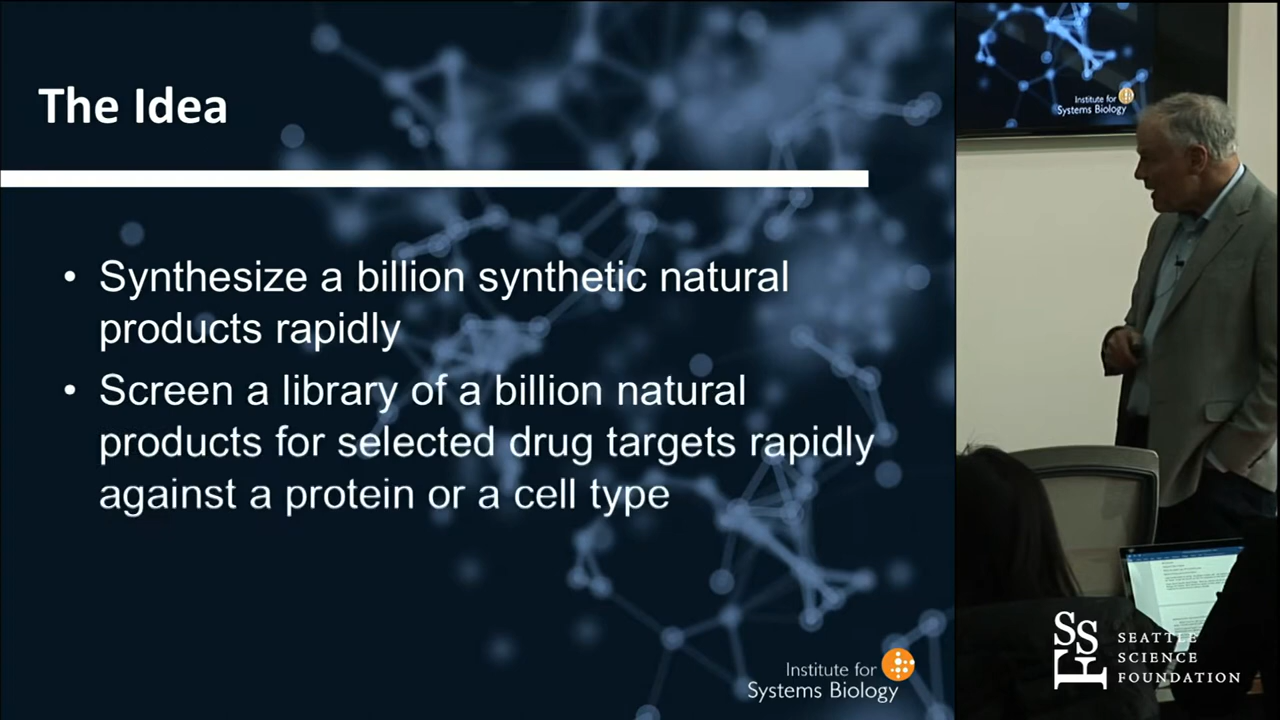 The Idea
• Synthesize a billion synthetic natural
products rapidly
• Screen a library of a billion natural
products for selected drug targets rapidly
against a protein or a cell type
Institute for
Systems Biology
Institute for
Systems Biology
SSF
SEATTLE
SCIENCE
FOUNDATION